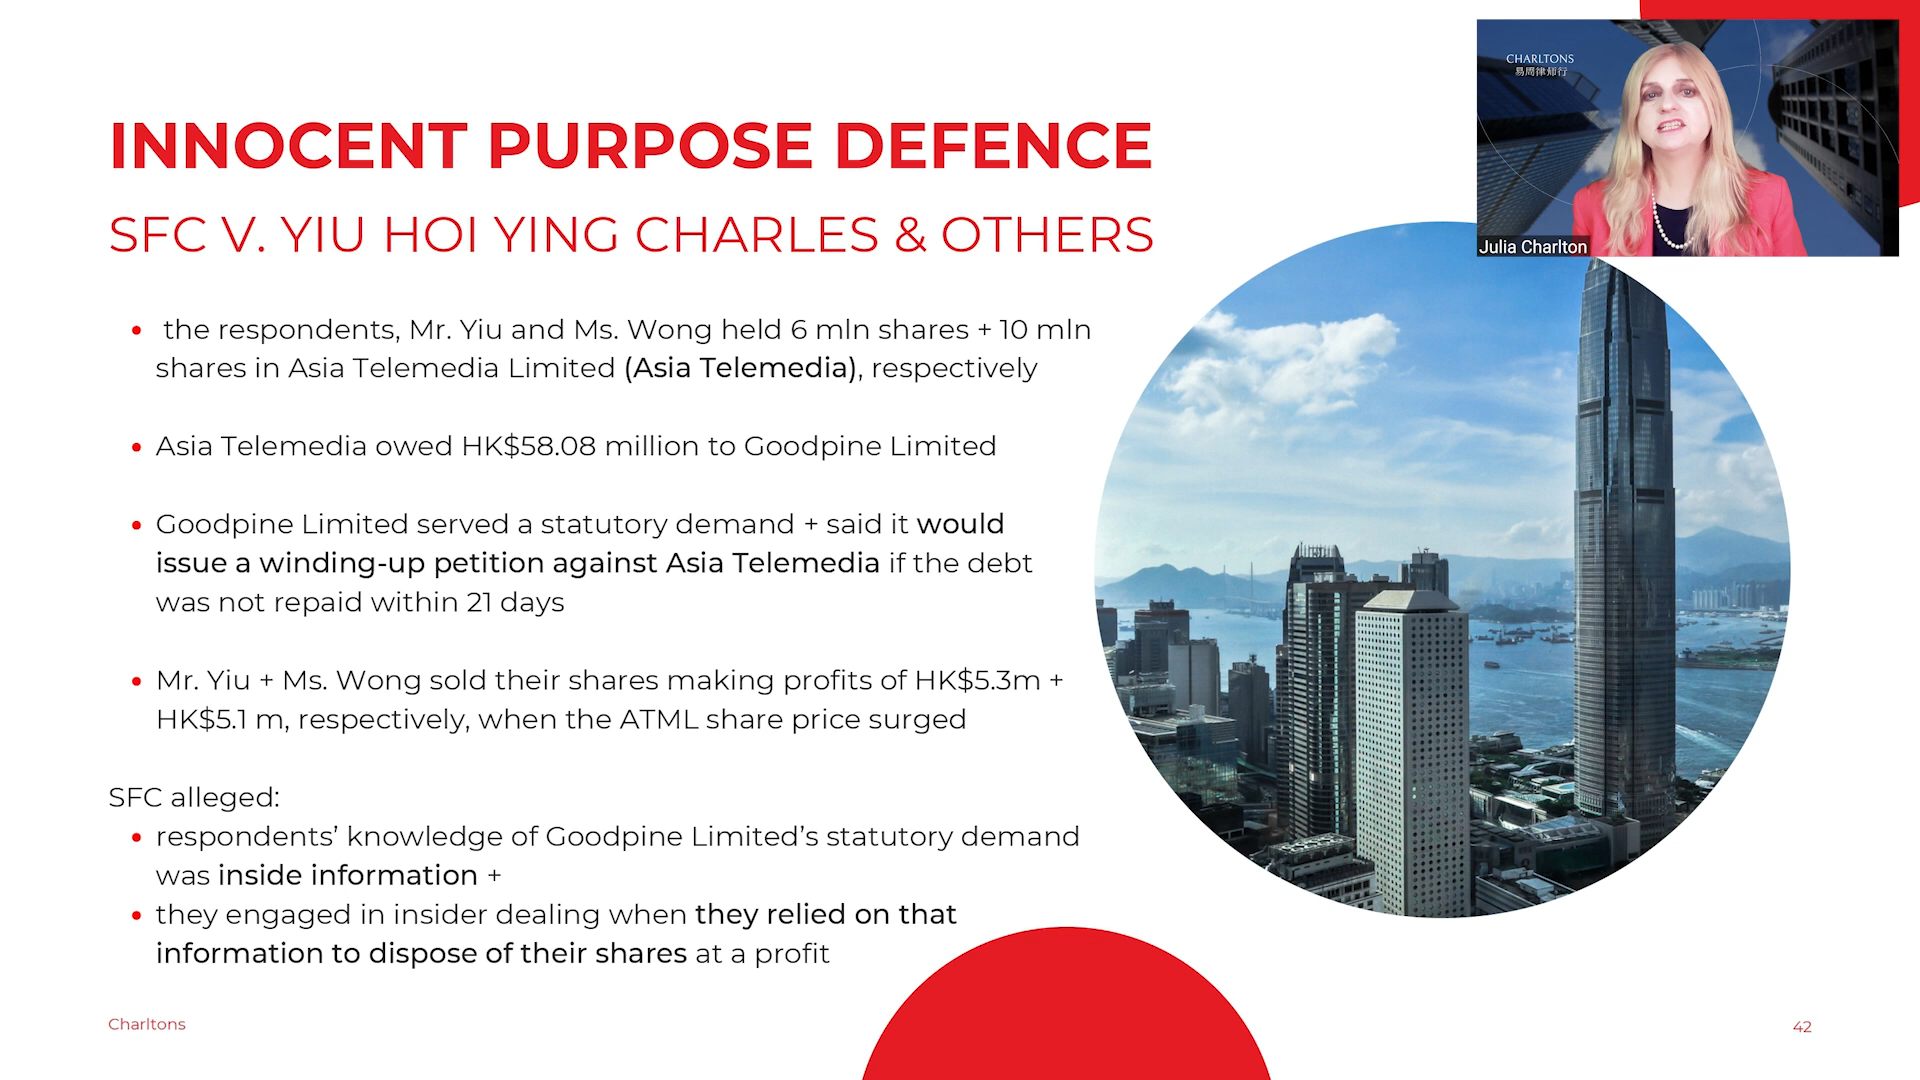 CHARLTONS
易周律师行
Julia Charlton
INNOCENT PURPOSE DEFENCE
SFC V. YIU HOI YING CHARLES & OTHERS
• the respondents, Mr. Yiu and Ms. Wong held 6 mln shares + 10 mln
shares in Asia Telemedia Limited (Asia Telemedia), respectively
• Asia Telemedia owed HK$58.08 million to Goodpine Limited
• Goodpine Limited served a statutory demand + said it would
issue a winding-up petition against Asia Telemedia if the debt
was not repaid within 21 days
• Mr. Yiu + Ms. Wong sold their shares making profits of HK$5.3m +
HK$5.1 m, respectively, when the ATML share price surged
SFC alleged:
• respondents’ knowledge of Goodpine Limited’s statutory demand
was inside information +
• they engaged in insider dealing when they relied on that
information to dispose of their shares at a profit
Charltons
42